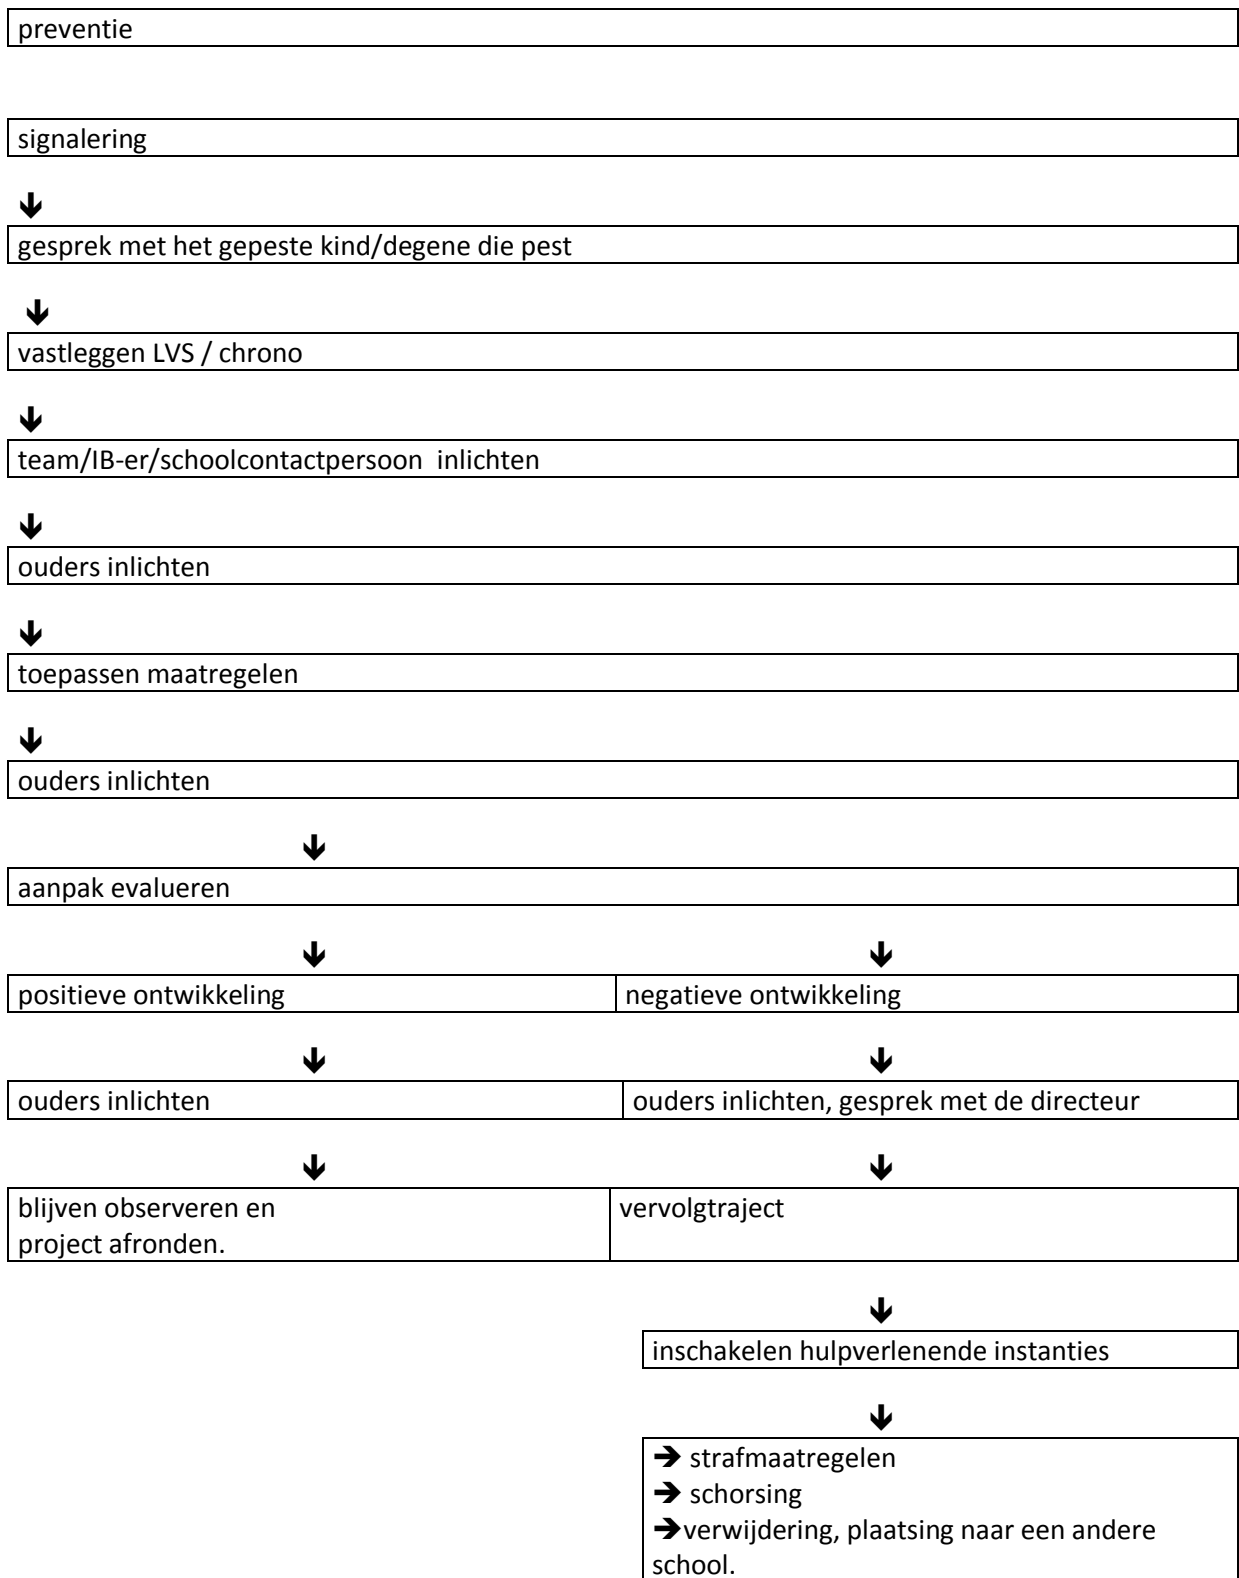 preventie
signalering
🡻
gesprek met het gepeste kind/degene die pest
🡻
vastleggen LVS / chrono
🡻
team/IB-er/schoolcontactpersoon inlichten
🡻
ouders inlichten
🡻
toepassen maatregelen
🡻
ouders inlichten
🡻
aanpak evalueren
🡻 🡻
positieve ontwikkeling negatieve ontwikkeling
🡻 🡻
ouders inlichten ouders inlichten, gesprek met de directeur
🡻 🡻
blijven observeren en vervolgtraject
project afronden.
🡻
inschakelen hulpverlenende instanties
🡻
➔ strafmaatregelen
➔ schorsing
➔verwijdering, plaatsing naar een andere
school.